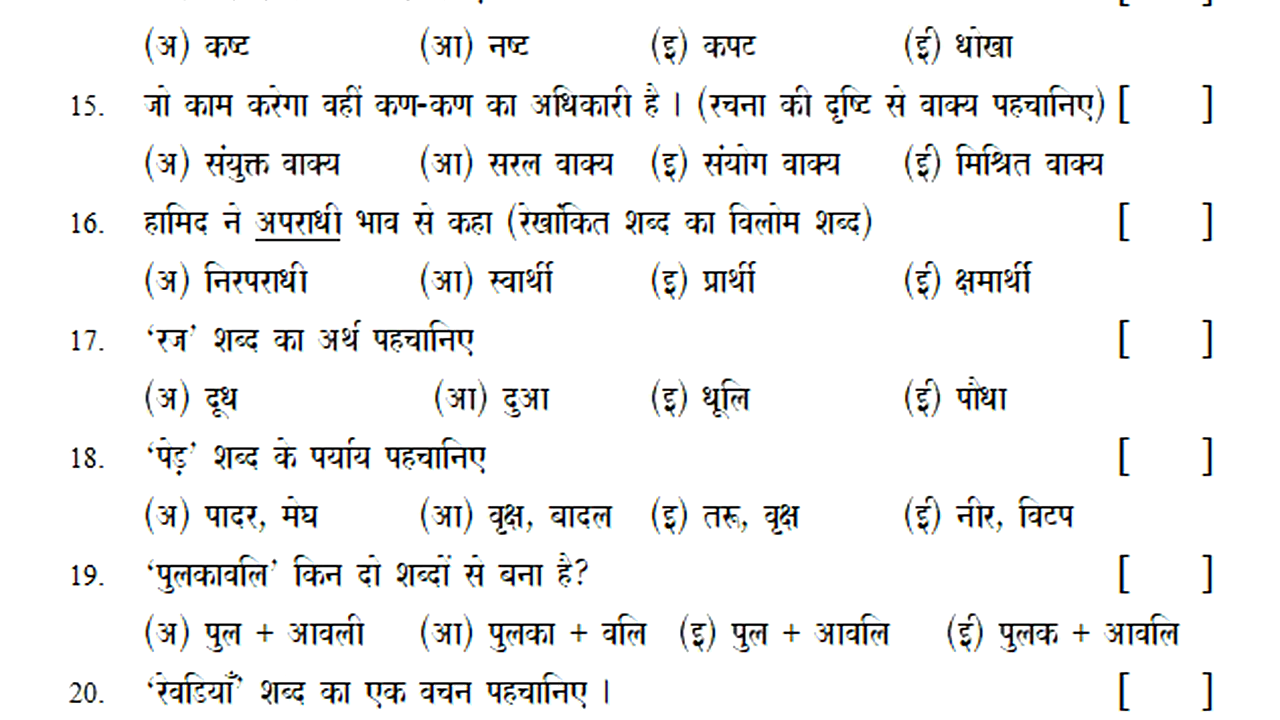 (अ) कष्ट (आ) नष्ट (इ) कपट (ई) धोखा
15. जो काम करेगा वहीं कण-कण का अधिकारी है । (रचना की दृष्टि से वाक्य पहचानिए) [ ]
(अ) संयुक्त वाक्य (आ) सरल वाक्य (इ) संयोग वाक्य (ई) मिश्रित वाक्य
16. हामिद ने अपराधी भाव से कहा (रेखांकित शब्द का विलोम शब्द) [ ]
(अ) निरपराधी (आ) स्वार्थी (इ) प्रार्थी (ई) क्षमार्थी
17. ‘रज’ शब्द का अर्थ पहचानिए [ ]
(अ) दूध (आ) दुआ (इ) धूलि (ई) पौधा
18. ‘पेड़’ शब्द के पर्याय पहचानिए [ ]
(अ) पादर, मेघ (आ) वृक्ष, बादल (इ) तरू, वृक्ष (ई) नीर, विटप
19. ‘पुलकावलि’ किन दो शब्दों से बना है? [ ]
(अ) पुल + आवली (आ) पुलका + वलि (इ) पुल + आवलि (ई) पुलक + आवलि
20. ‘रेवडियाँ’ शब्द का एक वचन पहचानिए । [ ]